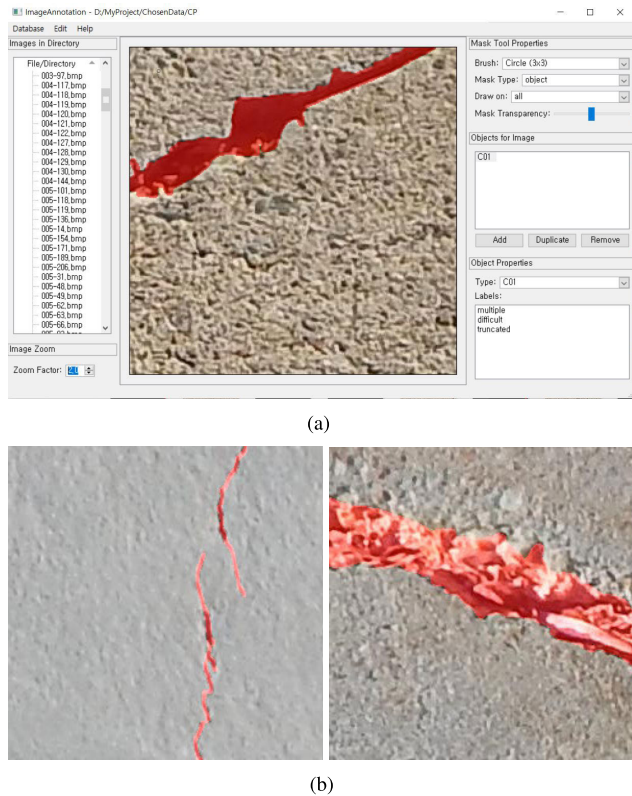 ImageAnnotation - D:/MyProject/ChosenData/CP
Database Edit Help
Images in Directory
File/Directory
003-97.bmp
004-117.bmp
004-118.bmp
004-119.bmp
004-120.bmp
004-121.bmp
004-122.bmp
004-127.bmp
004-128.bmp
004-129.bmp
004-130.bmp
004-144.bmp
005-101.bmp
005-118.bmp
005-119.bmp
005-136.bmp
005-14.bmp
005-154.bmp
005-171.bmp
005-189.bmp
005-206.bmp
005-31.bmp
005-48.bmp
005-49.bmp
005-62.bmp
005-63.bmp
005-66.bmp
Image Zoom
Zoom Factor: 2.0
Mask Tool Properties
Brush: Circle (3x3)
Mask Type: object
Draw on: all
Mask Transparency:
Objects for Image
C01
Add Duplicate Remove
Object Properties
Type: C01
Labels:
multiple
difficult
truncated
(a)
(b)